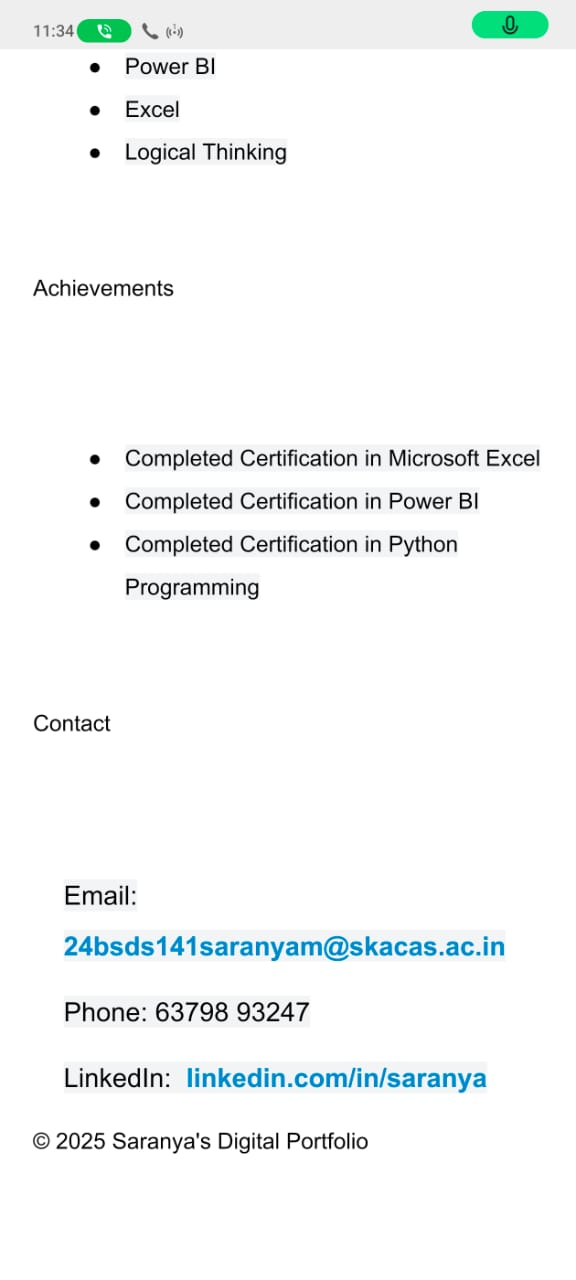 11:34
Power BI
Excel
Logical Thinking
Achievements
Completed Certification in Microsoft Excel
Completed Certification in Power BI
Completed Certification in Python
Programming
Contact
Email:
24bsds141saranyam@skacas.ac.in
Phone: 63798 93247
LinkedIn: linkedin.com/in/saranya
© 2025 Saranya's Digital Portfolio